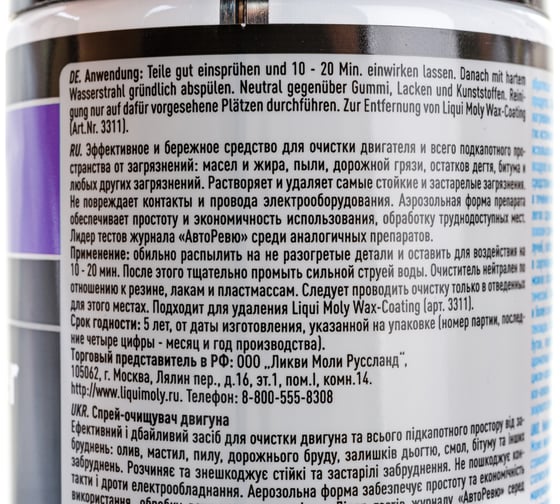 DE. Anwendung: Teile gut einsprühen und 10 - 20 Min. einwirken lassen. Danach mit hartem
Wasserstrahl gründlich abspülen. Neutral gegenüber Gummi, Lacken und Kunststoffen. Reini-
gung nur auf dafür vorgesehene Plätzen durchführen. Zur Entfernung von Liqui Moly Wax-Coating
(Art.Nr. 3311).
RU. Эффективное и бережное средство для очистки двигателя и всего подкапотного про-
странства от загрязнений: масел и жира, пыли, дорожной грязи, остатков дегтя, битума и
любых других загрязнений. Растворяет и удаляет самые стойкие и застарелые загрязнения.
Не повреждает контакты и провода электрооборудования. Аэрозольная форма препарата
обеспечивает простоту и экономичность использования, обработку труднодоступных мест.
Лидер тестов журнала «АвтоРевю» среди аналогичных препаратов.
Применение: обильно распылить на не разогретые детали и оставить для воздействия на
10 - 20 мин. После этого тщательно промыть сильной струей воды. Очиститель нейтрален по
отношению к резине, лакам и пластмассам. Следует проводить очистку только в отведенных
для этого местах. Подходит для удаления Liqui Moly Wax-Coating (арт. 3311).
Срок годности: 5 лет, от даты изготовления, указанной на упаковке (номер партии, послед-
ние четыре цифры - месяц и год производства).
Торговый представитель в РФ: ООО „Ликви Моли Руссланд",
105062, г. Москва, Лялин пер., д.16, эт.1, пом.I, комн.14.
http://www.liquimoly.ru. Телефон: 8-800-555-8308
UKR. Спрей-очищувач двигуна
Ефективний і дбайливий засіб для очистки двигуна та всього підкапотного простору від за-
бруднень: олив, мастил, пилу, дорожнього бруду, залишків дьогтю, смол, бітуму та інших
забруднень. Розчиняє та знешкоджує стійкі та застарілі забруднення. Не пошкоджує кон-
такти і дроти електрообладнання. Аерозольна форма забезпечує простоту та економічність
журналу «Авторевю» серед